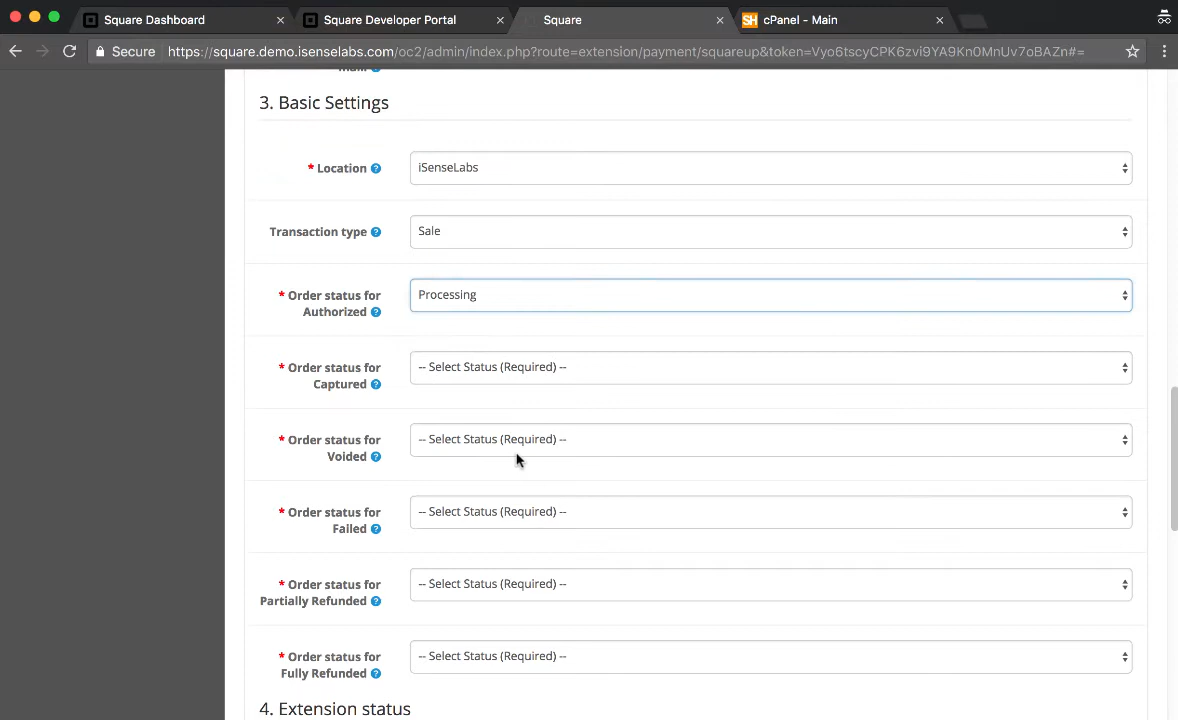 Square Dashboard
Square Developer Portal
Square
SH cPanel - Main
Secure https://square.demo.isenselabs.com/oc2/admin/index.php?route=extension/payment/squareup&token=Vyo6tscyCPK6zvi9YA9Kn0MnUv7oBAZn#=
3. Basic Settings
* Location ?
iSenseLabs
Transaction type ?
Sale
* Order status for
Authorized ?
Processing
* Order status for
Captured ?
-- Select Status (Required) --
* Order status for
Voided ?
-- Select Status (Required) --
* Order status for
Failed ?
-- Select Status (Required) --
* Order status for
Partially Refunded ?
-- Select Status (Required) --
* Order status for
Fully Refunded ?
-- Select Status (Required) --
4. Extension status